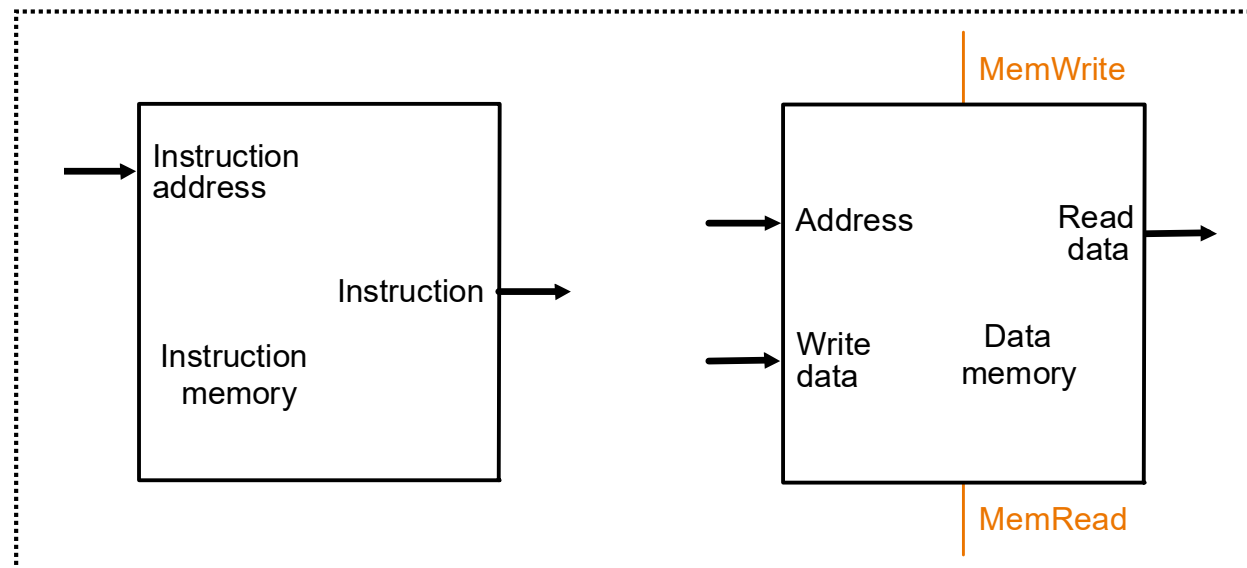 Instruction
address
Instruction
Instruction
memory
MemWrite
Address
Read
data
Write
data
Data
memory
MemRead